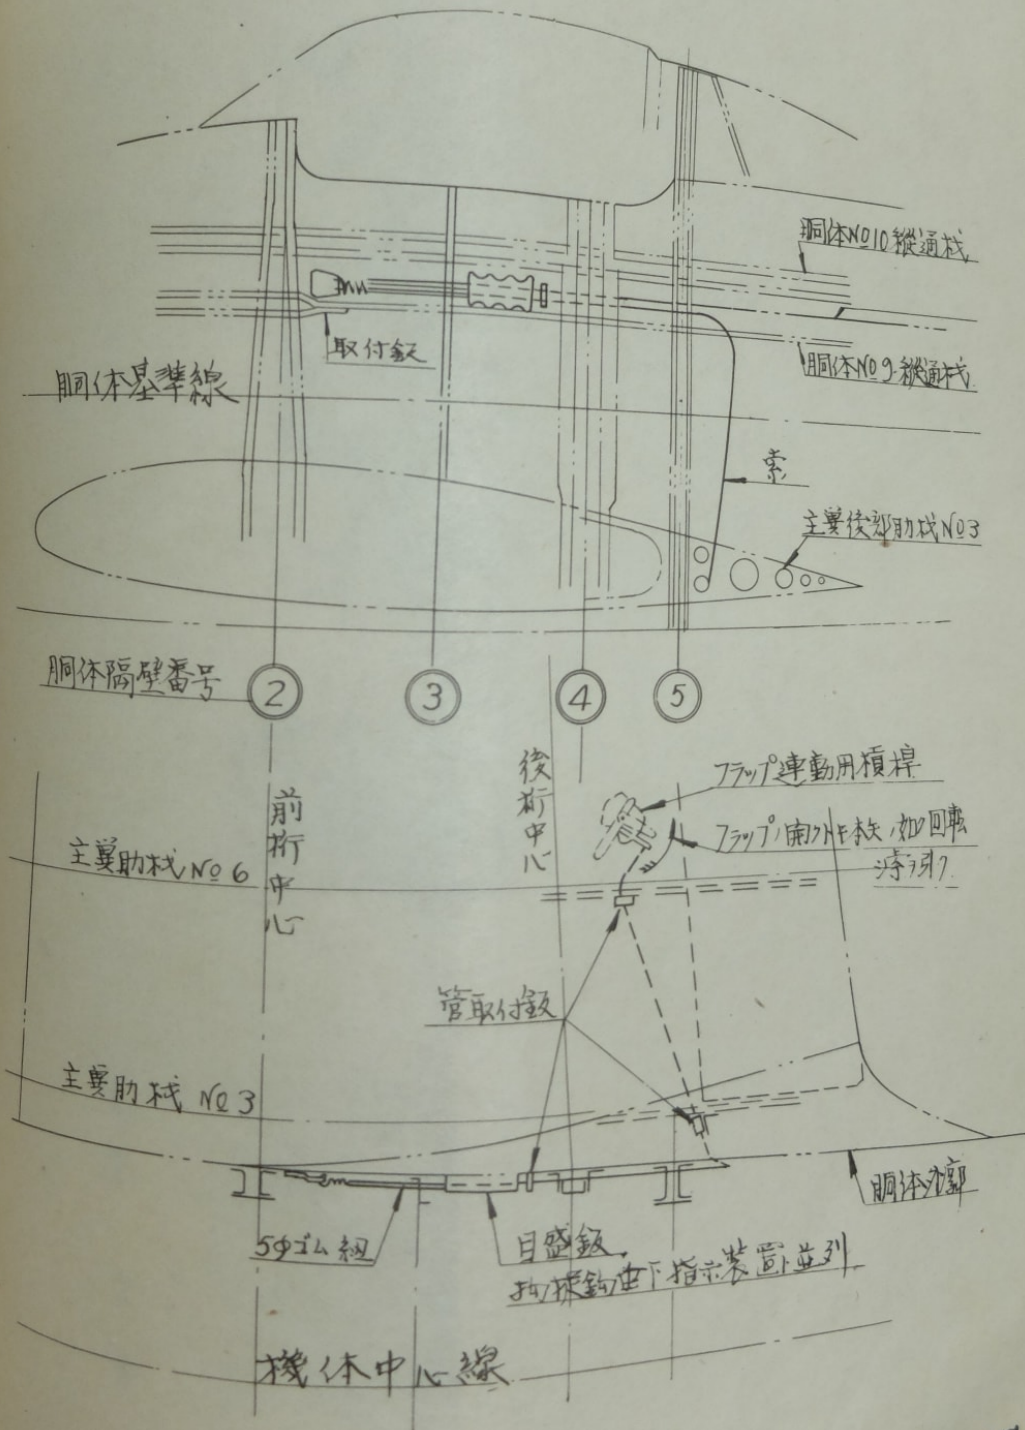 胴体No10縦通材
取付鈑
胴体No9縦通材
胴体基準線
索
主翼後部肋材No3
胴体隔壁番号
2
3
4
5
後桁中心
フラップ連動用槓桿
前桁中心
主翼肋材No6
管取付鈑
主翼肋材 No3
胴体外郭
5φゴム紐
目盛鈑
機体中心線